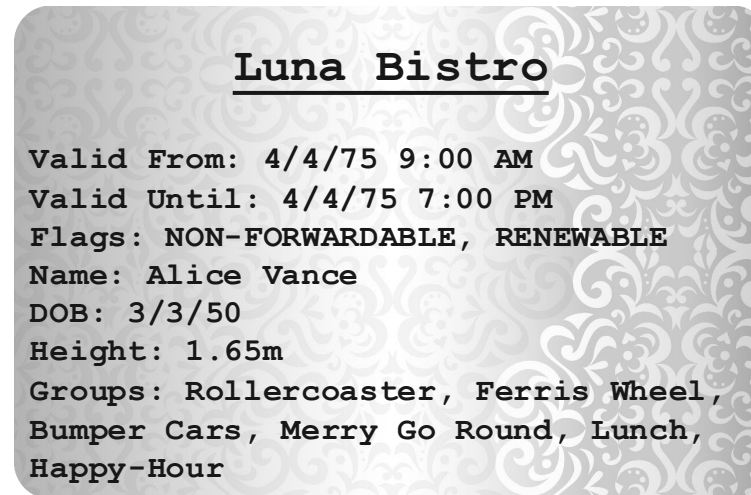 Luna Bistro
Valid From: 4/4/75 9:00 AM
Valid Until: 4/4/75 7:00 PM
Flags: NON-FORWARDABLE, RENEWABLE
Name: Alice Vance
DOB: 3/3/50
Height: 1.65m
Groups: Rollercoaster, Ferris Wheel,
Bumper Cars, Merry Go Round, Lunch,
Happy-Hour